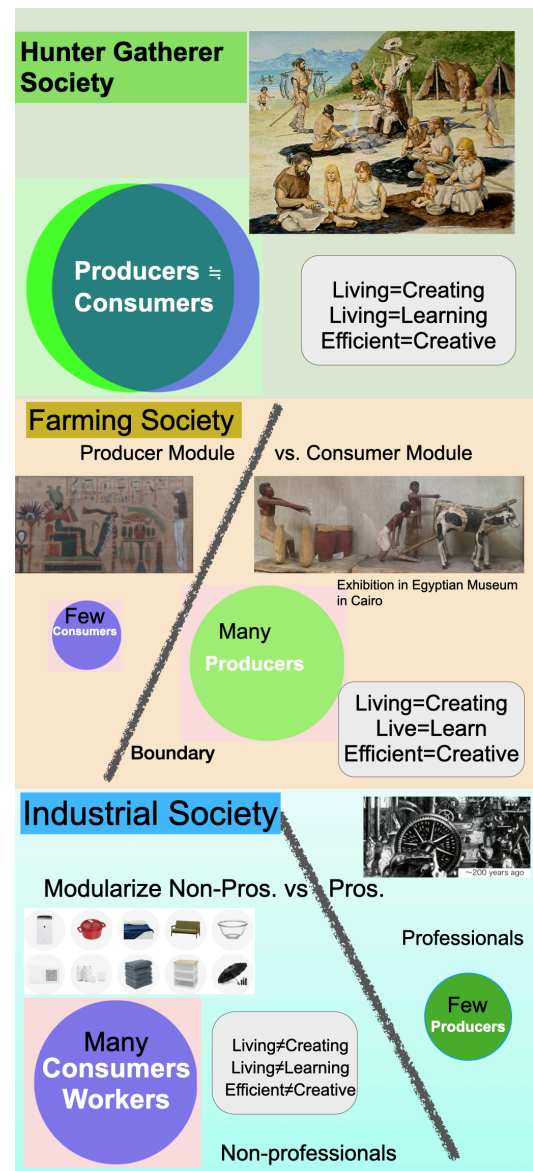 Hunter Gatherer
Society
Producers ≒
Consumers
Living=Creating
Living=Learning
Efficient=Creative
Farming Society
Producer Module
vs. Consumer Module
Exhibition in Egyptian Museum
in Cairo
Few
Consumers
Many
Producers
Living=Creating
Live=Learn
Efficient=Creative
Boundary
Industrial Society
~200 years ago
Modularize Non-Pros. vs Pros.
Professionals
Few
Producers
Many
Consumers
Workers
Living≠Creating
Living≠Learning
Efficient≠Creative
Non-professionals